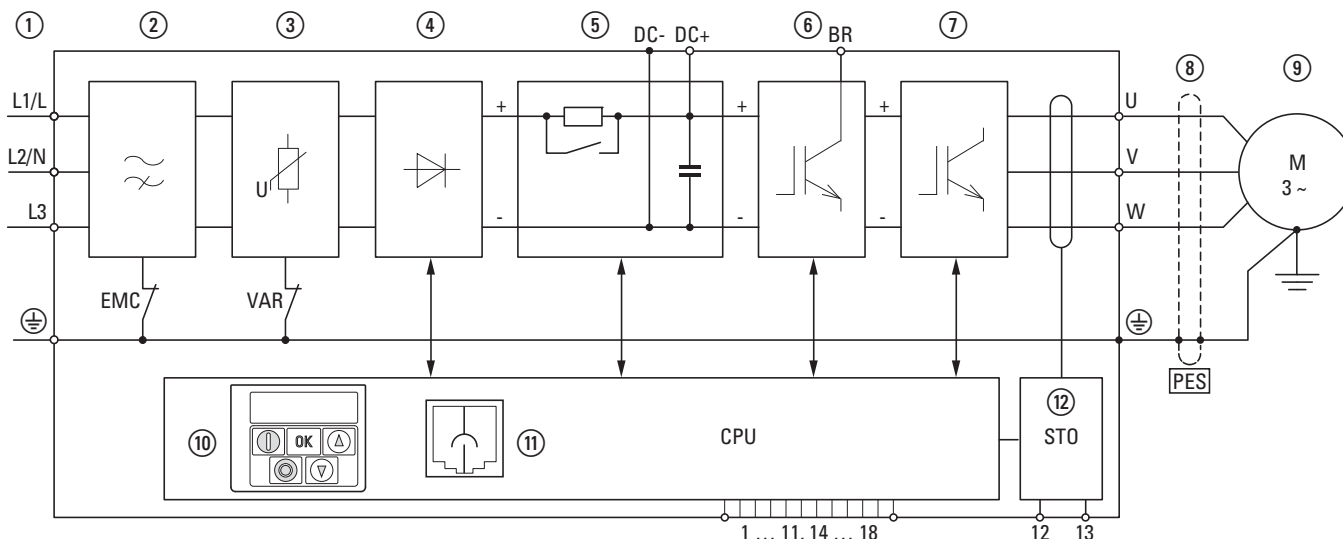 ① ② ③ ④ ⑤ DC- DC+ ⑥ BR ⑦ ⑧ ⑨
L1/L + + + U
L2/N U V M
3 ~
L3 - - - W
EMC VAR
PES
⑩ OK ⑪ CPU ⑫
STO
1 ... 11, 14 ... 18 12 13